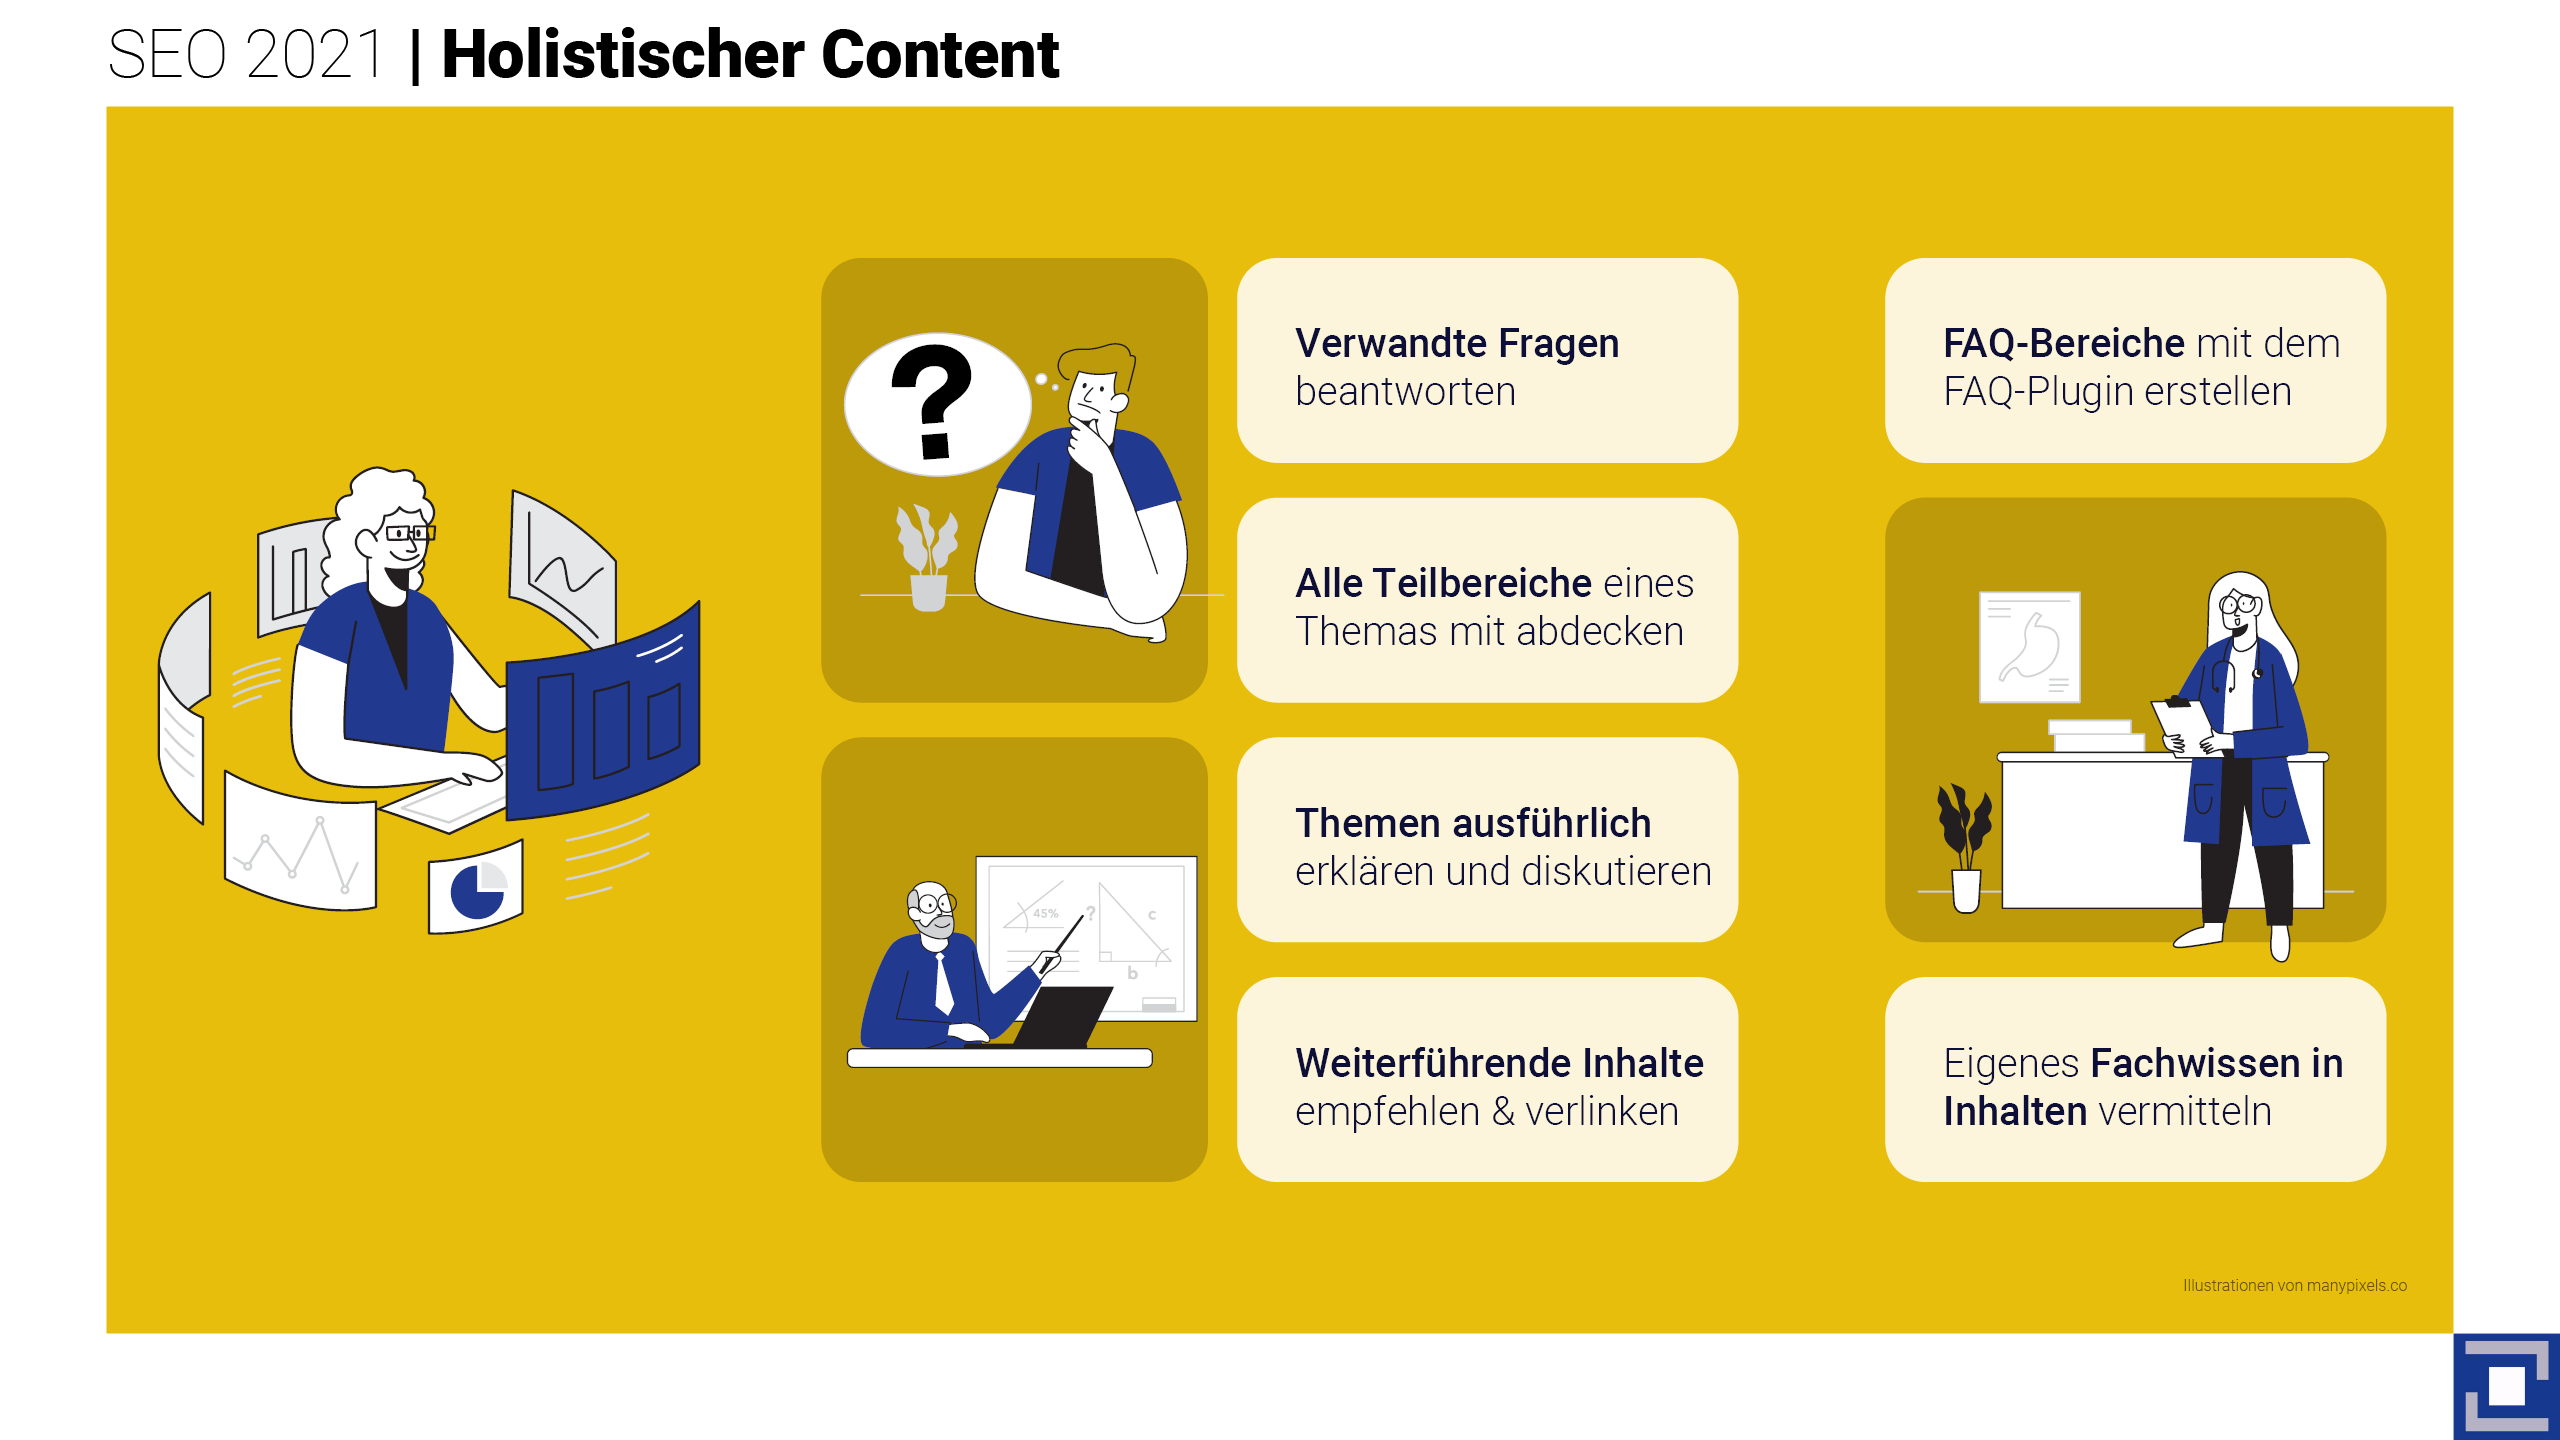 SEO 2021 | Holistischer Content
?
Verwandte Fragen
beantworten
Alle Teilbereiche eines
Themas mit abdecken
45%
?
c
b
Themen ausführlich
erklären und diskutieren
Weiterführende Inhalte
empfehlen & verlinken
FAQ-Bereiche mit dem
FAQ-Plugin erstellen
Eigenes Fachwissen in
Inhalten vermitteln
Illustrationen von manypixels.co